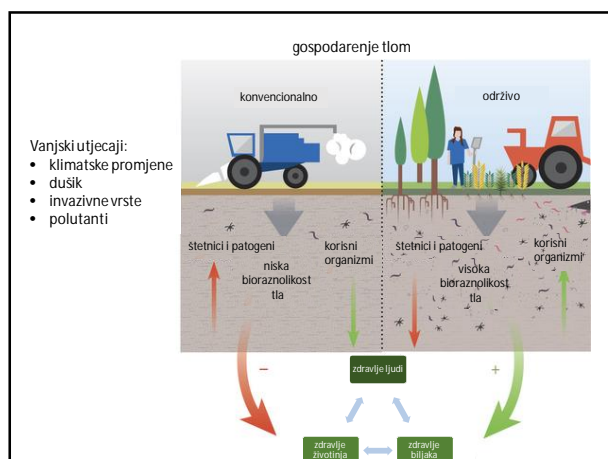 gospodarenje tlom
konvencionalno
održivo
Vanjski utjecaji:
• klimatske promjene
• dušik
• invazivne vrste
• polutanti
štetnici i patogeni
korisni
organizmi
niska
bioraznolikost
tla
štetnici i patogeni
korisni
organizmi
visoka
bioraznolikost
tla
–
+
zdravlje ljudi
zdravlje
životinja
zdravlje
biljaka